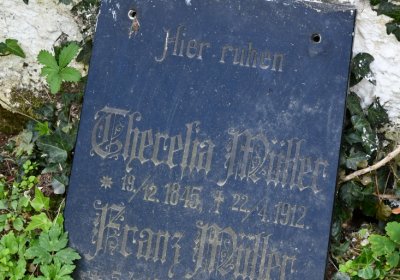 Hier ruhen
Theresia Müller
* 19./12. 1845, † 22./4. 1912.
Franz Müller